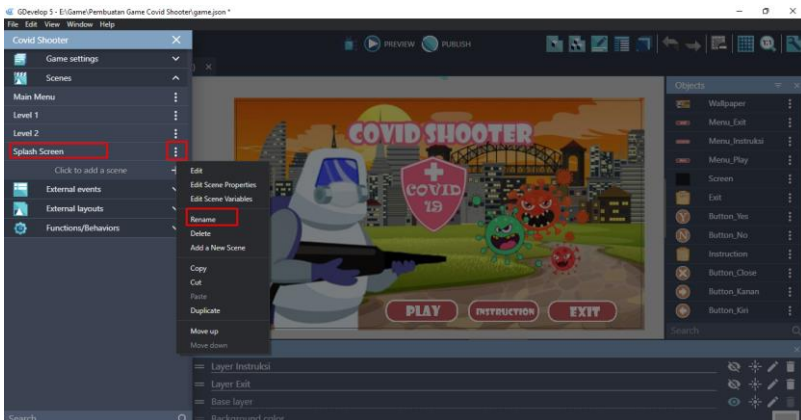 GDevelop 5 - E:\Game\Pembuatan Game Covid Shooter\game.json *
File Edit View Window Help
Covid Shooter
PREVIEW PUBLISH
Game settings
Scenes
Main Menu
Level 1
Level 2
Splash Screen
Click to add a scene
External events
External layouts
Functions/Behaviors
Search
Edit
Edit Scene Properties
Edit Scene Variables
Rename
Delete
Add a New Scene
Copy
Cut
Paste
Duplicate
Move up
Move down
COVID SHOOTER
COVID
19
PLAY INSTRUCTION EXIT
Objects
Wallpaper
Menu_Exit
Menu_Instruksi
Menu_Play
Screen
Exit
Y Button_Yes
N Button_No
Instruction
Button_Close
Button_Kanan
Button_Kiri
Search
Layer Instruksi
Layer Exit
Base layer
Background color